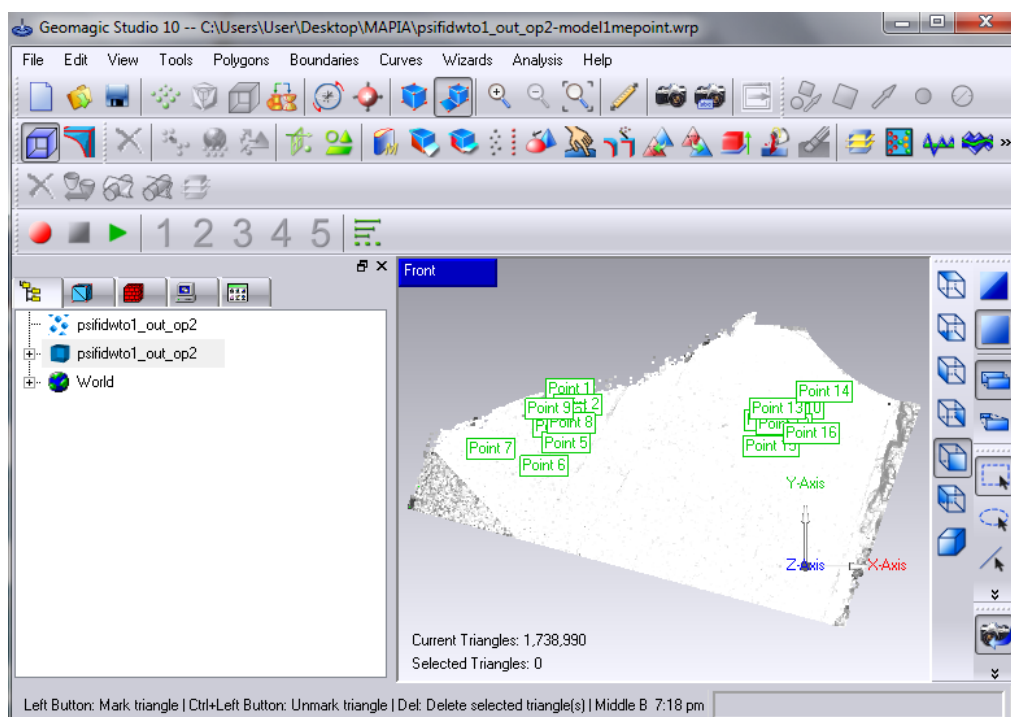 Geomagic Studio 10 -- C:\Users\User\Desktop\MAPIA\psifidwto1_out_op2-model1mepoint.wrp
File Edit View Tools Polygons Boundaries Curves Wizards Analysis Help
1 2 3 4 5
Front
psifidwto1_out_op2
psifidwto1_out_op2
World
Point 1
Point 14
Point 9
2
Point 13
Point 8
Point 7
Point 5
Point 16
Point 15
Point 6
Y-Axis
Z-Axis
X-Axis
Current Triangles: 1,738,990
Selected Triangles: 0
Left Button: Mark triangle | Ctrl+Left Button: Unmark triangle | Del: Delete selected triangle(s) | Middle B 7:18 pm